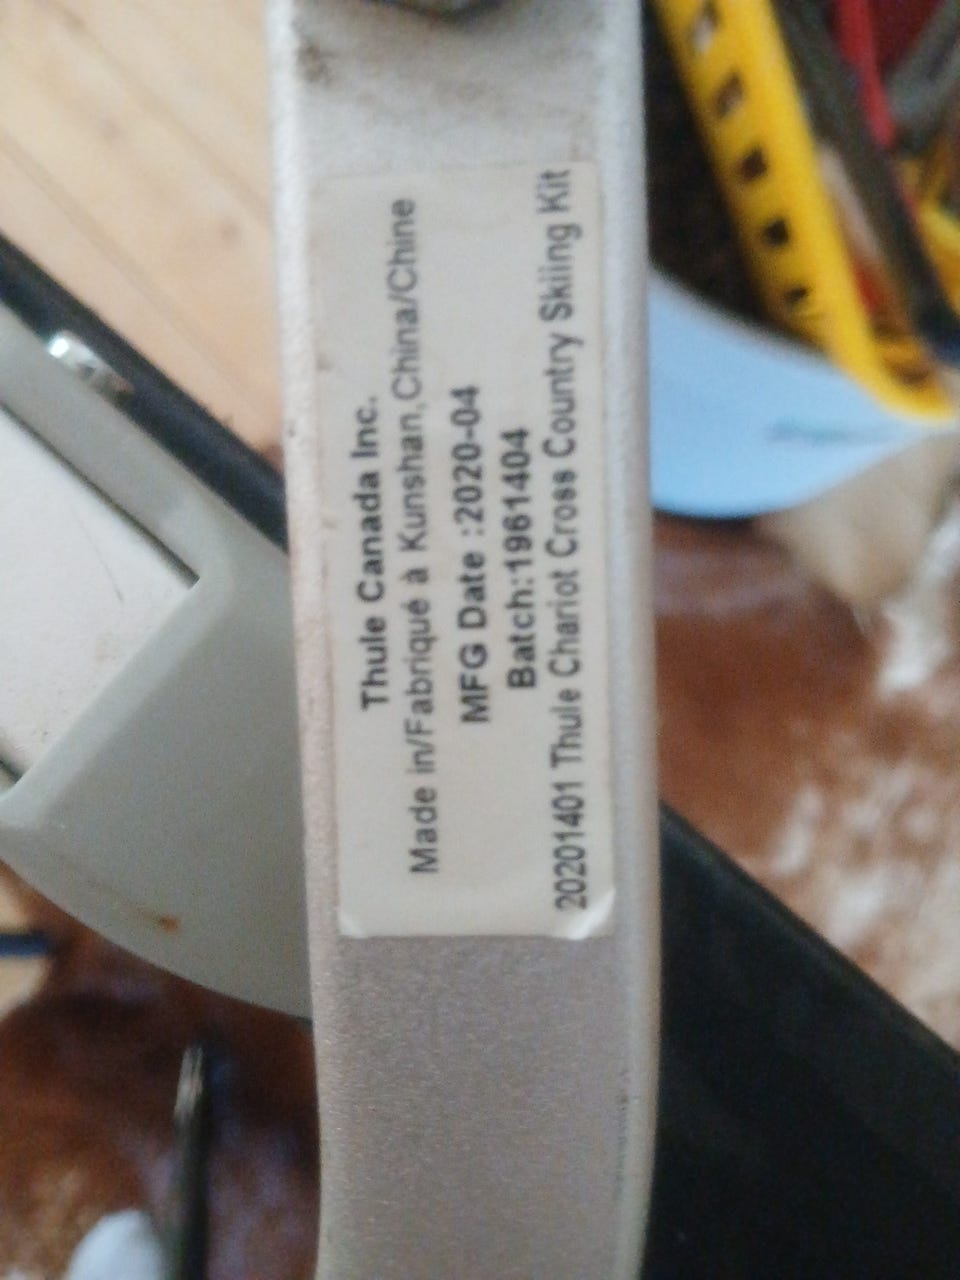 Thule Canada Inc.
Made in/Fabriqué à Kunshan,China/Chine
MFG Date :2020-04
Batch:1961404
20201401 Thule Chariot Cross Country Skiing Kit